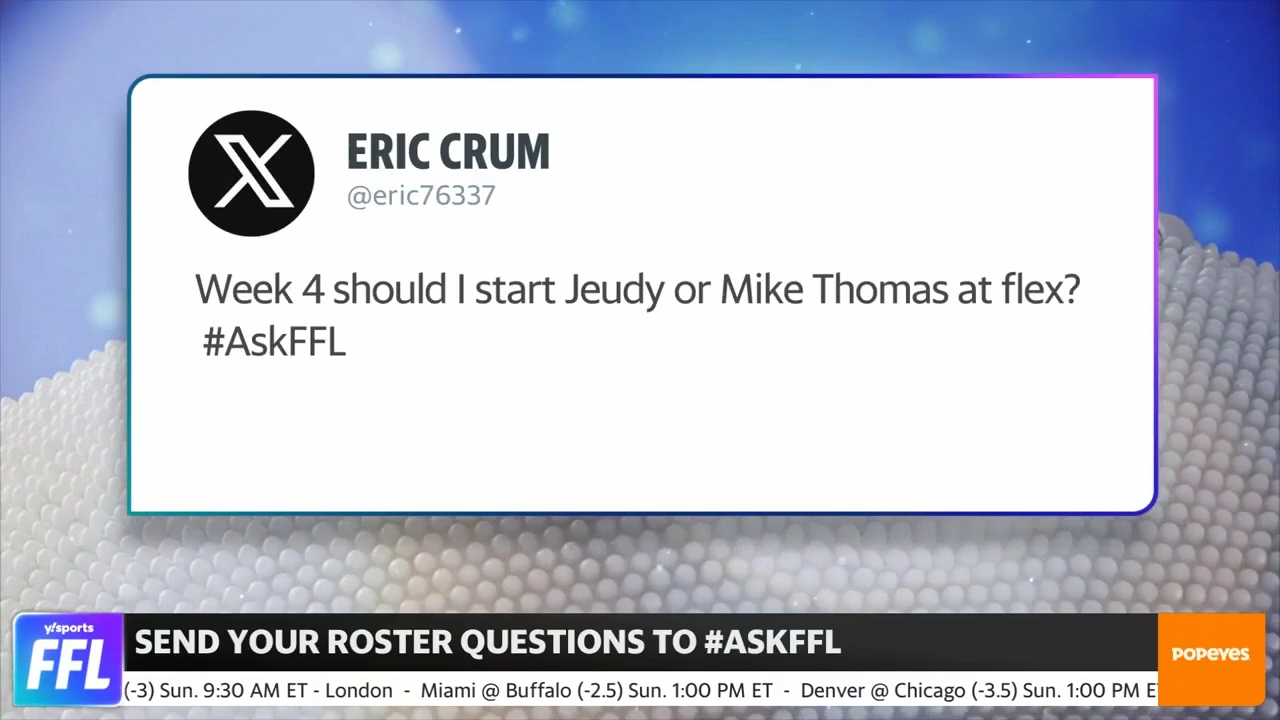 ERIC CRUM
@eric76337
Week 4 should I start Jeudy or Mike Thomas at flex?
#AskFFL
y!sports
FFL
SEND YOUR ROSTER QUESTIONS TO #ASKFFL
POPEYES
(-3) Sun. 9:30 AM ET - London - Miami @ Buffalo (-2.5) Sun. 1:00 PM ET - Denver @ Chicago (-3.5) Sun. 1:00 PM E